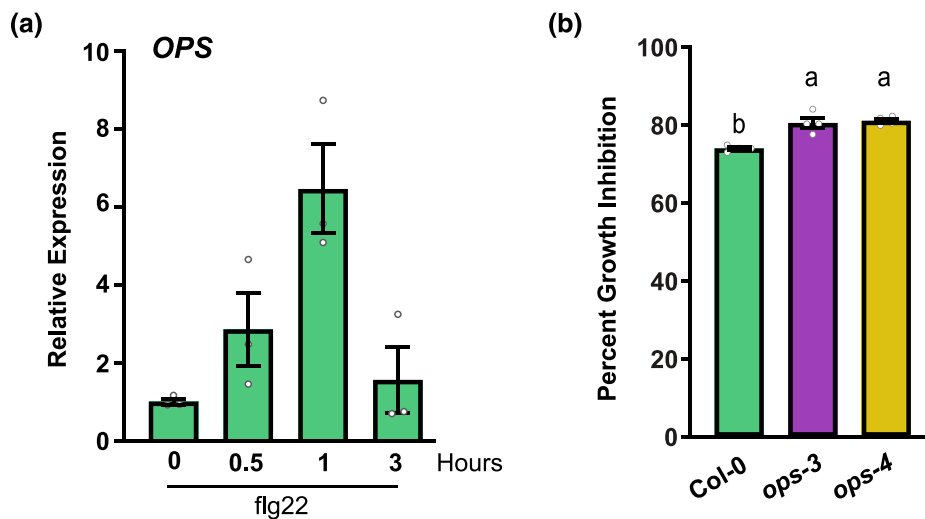 (a)
OPS
Relative Expression
10
8
6
4
2
0
0 0.5 1 3 Hours
flg22
(b)
Percent Growth Inhibition
100
80
60
40
20
0
b a a
Col-0 ops-3 ops-4